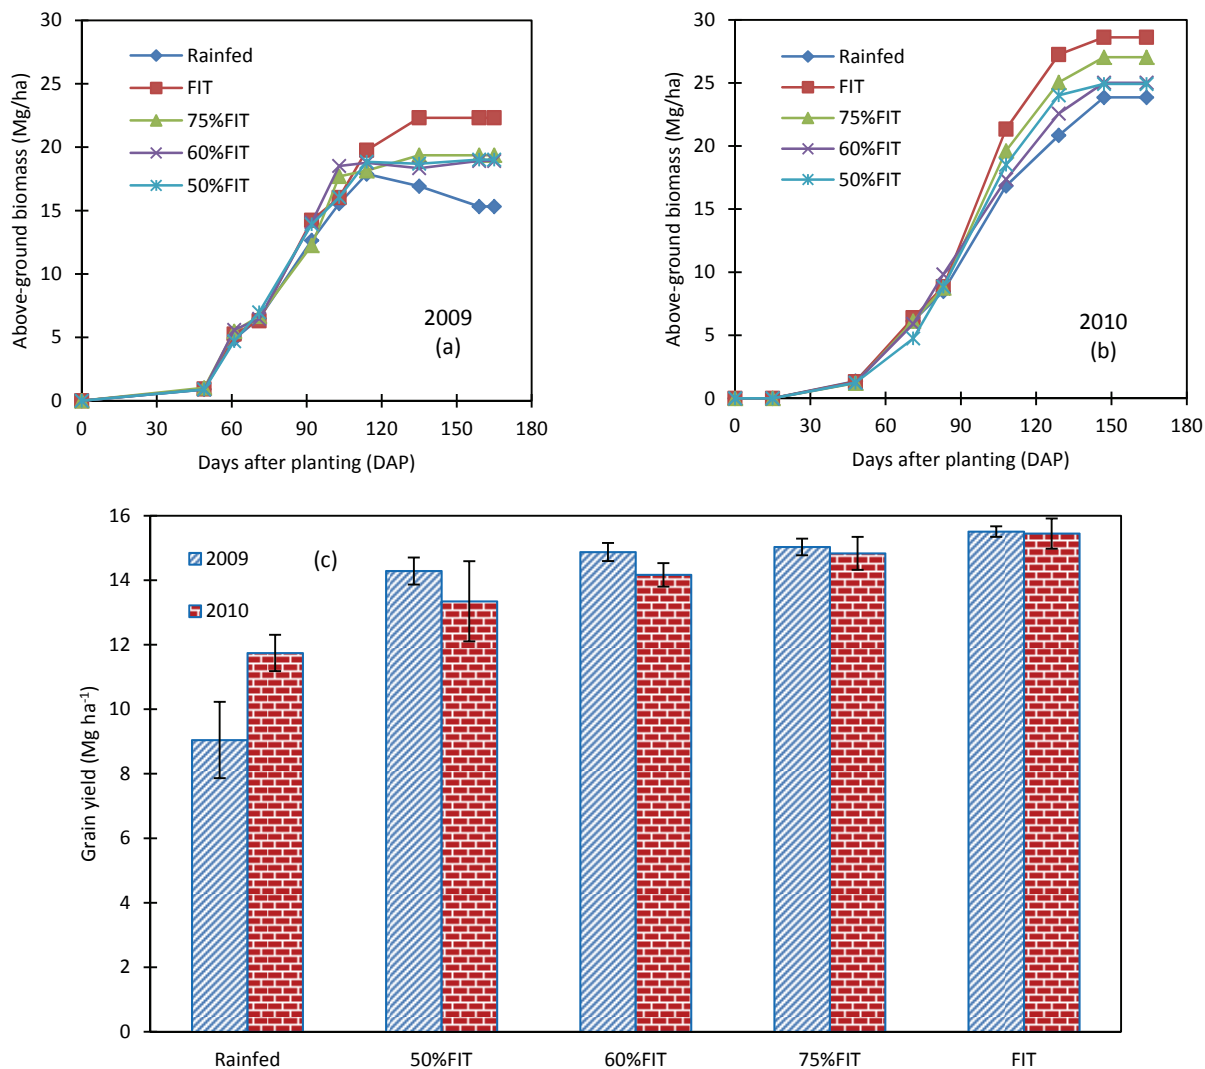 Above-ground biomass (Mg/ha)
30
25
20
15
10
5
0
Rainfed
FIT
75%FIT
60%FIT
50%FIT
2009
(a)
0 30 60 90 120 150 180
Days after planting (DAP)
Above-ground biomass (Mg/ha)
30
25
20
15
10
5
0
Rainfed
FIT
75%FIT
60%FIT
50%FIT
2010
(b)
0 30 60 90 120 150 180
Days after planting (DAP)
Grain yield (Mg ha⁻¹)
16
14
12
10
8
6
4
2
0
2009
2010
(c)
Rainfed 50%FIT 60%FIT 75%FIT FIT